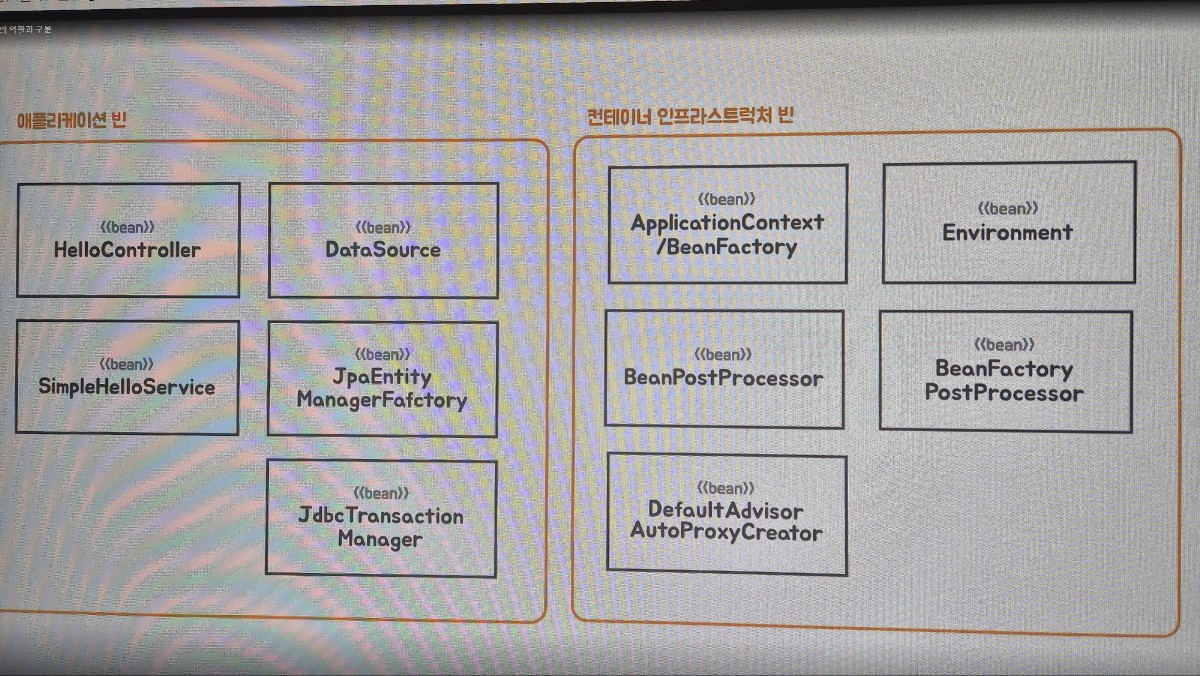 의 역할과 구분
애플리케이션 빈
컨테이너 인프라스트럭처 빈
《bean》
HelloController
《bean》
DataSource
《bean》
SimpleHelloService
《bean》
JpaEntity
ManagerFafctory
《bean》
JdbcTransaction
Manager
《bean》
ApplicationContext
/BeanFactory
《bean》
Environment
《bean》
BeanPostProcessor
《bean》
BeanFactory
PostProcessor
《bean》
DefaultAdvisor
AutoProxyCreator